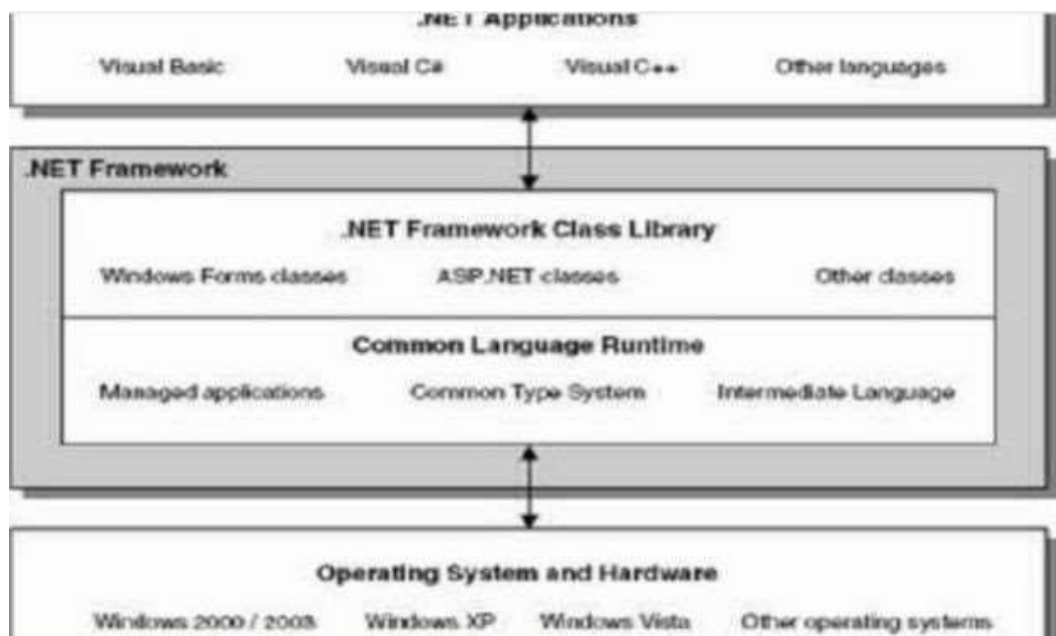 .NET Applications
Visual Basic Visual C# Visual C++ Other languages
.NET Framework
.NET Framework Class Library
Windows Forms classes ASP.NET classes Other classes
Common Language Runtime
Managed applications Common Type System Intermediate Language
Operating System and Hardware
Windows 2000 / 2003 Windows XP Windows Vista Other operating systems